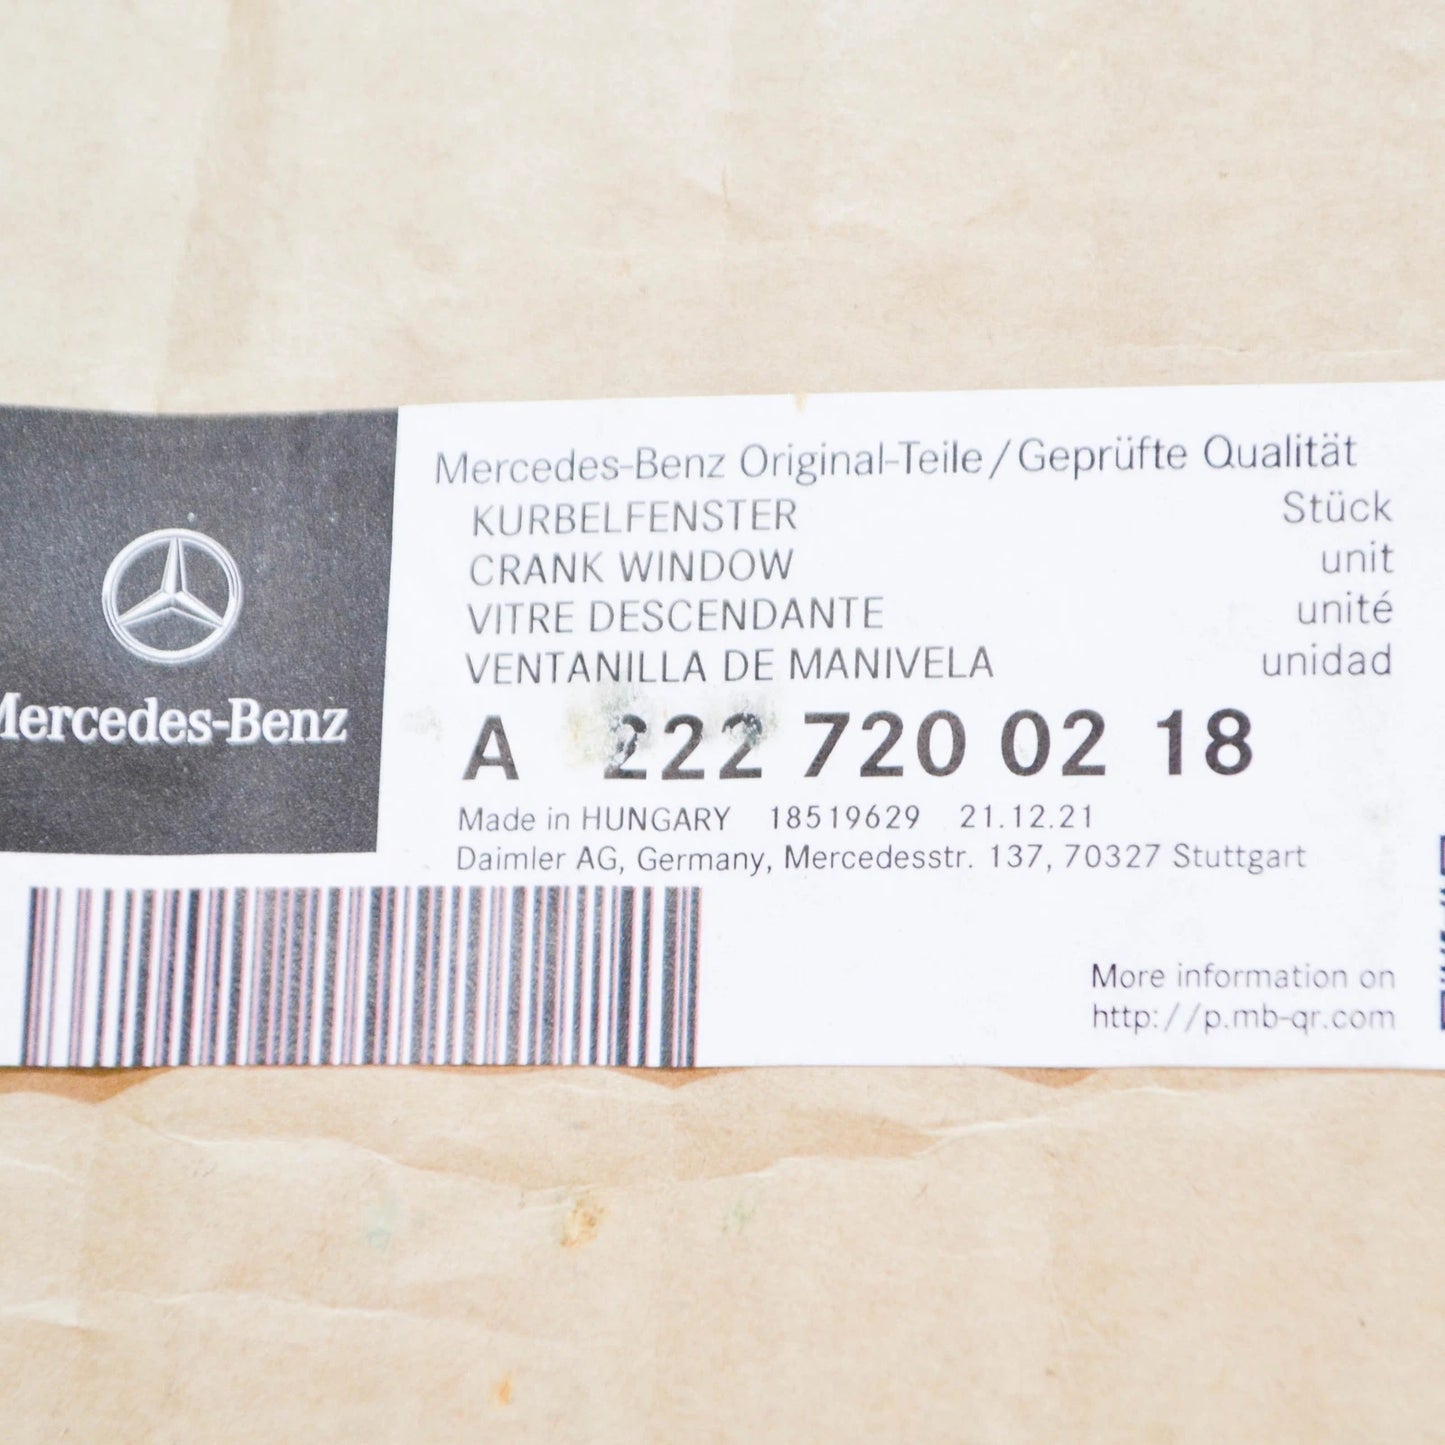 Mercedes-Benz
Mercedes-Benz Original-Teile/Geprüfte Qualität
KURBELFENSTER Stück
CRANK WINDOW unit
VITRE DESCENDANTE unité
VENTANILLA DE MANIVELA unidad
A 222 720 02 18
Made in HUNGARY 18519629 21.12.21
Daimler AG, Germany, Mercedesstr. 137, 70327 Stuttgart
More information on
http://p.mb-qr.com